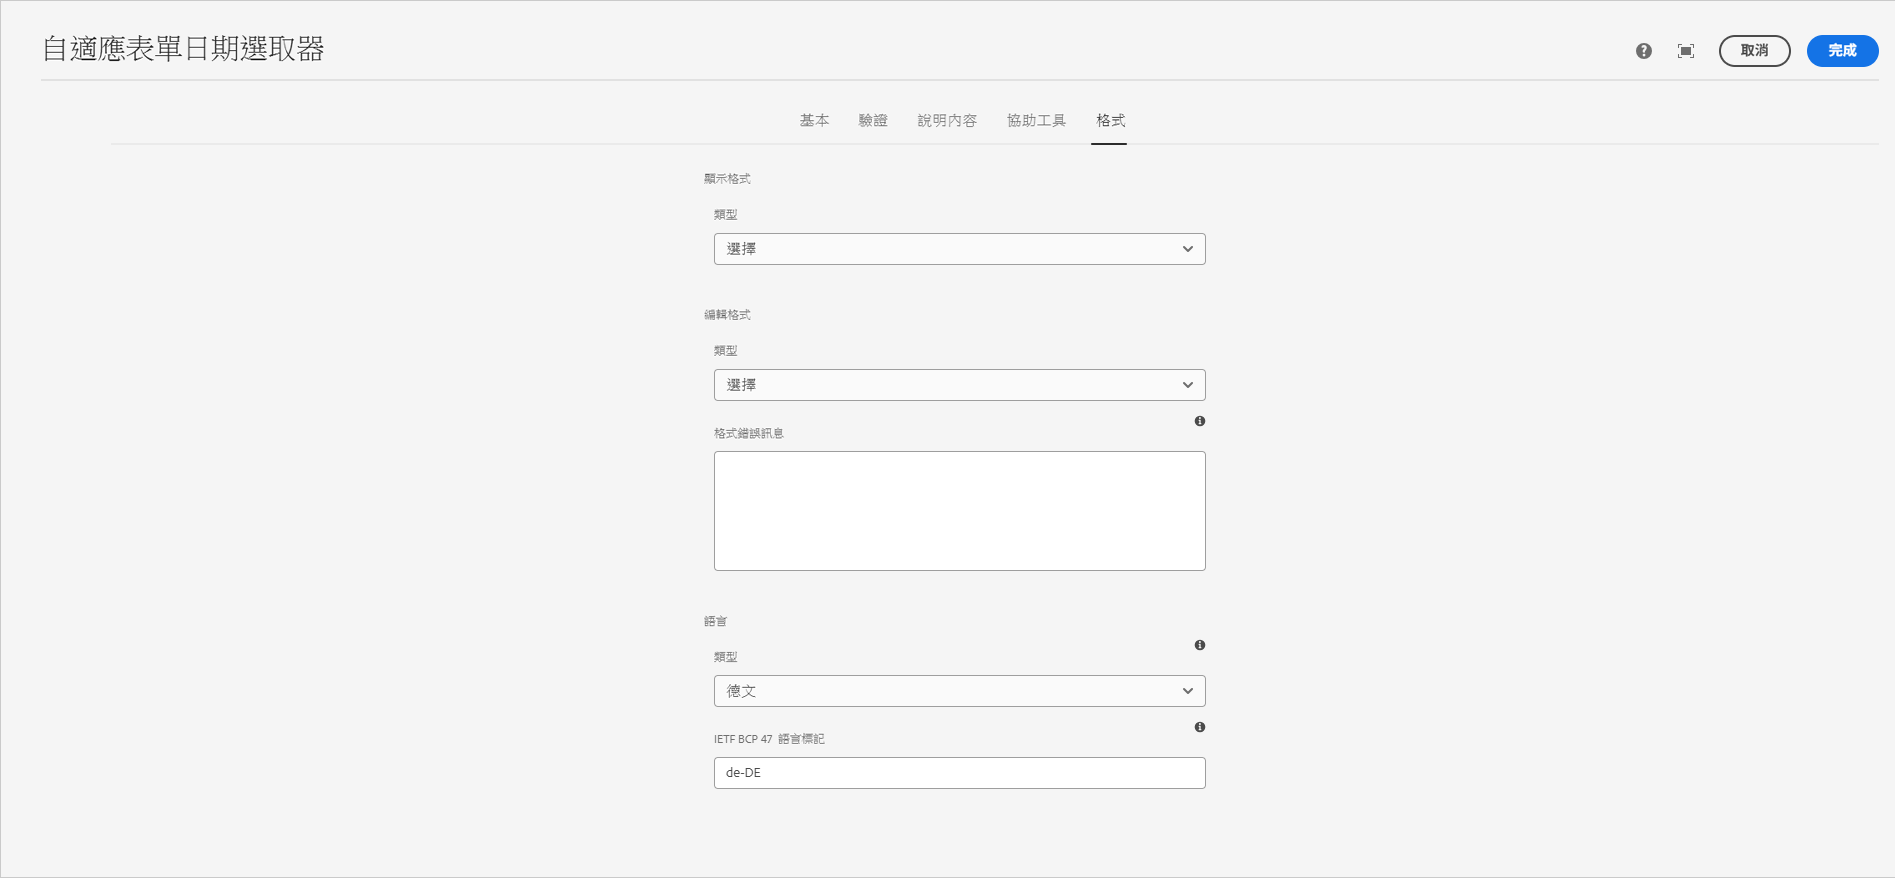 自適應表單日期選取器
取消
完成
基本 驗證 說明內容 協助工具 格式
顯示格式
類型
選擇
編輯格式
類型
選擇
格式錯誤訊息
語言
類型
德文
IETF BCP 47 語言標記
de-DE